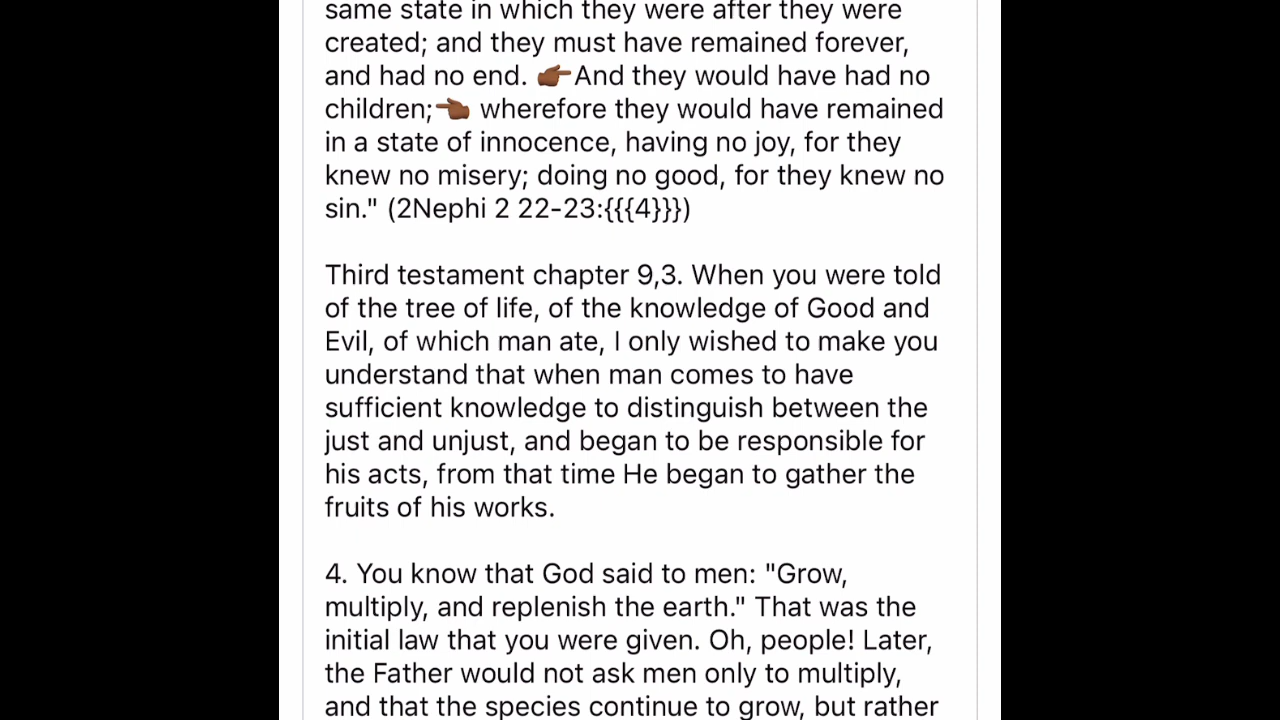 same state in which they were after they were
created; and they must have remained forever,
and had no end. 👉🏾And they would have had no
children;👈🏾 wherefore they would have remained
in a state of innocence, having no joy, for they
knew no misery; doing no good, for they knew no
sin." (2Nephi 2 22-23:{{{4}}})
Third testament chapter 9,3. When you were told
of the tree of life, of the knowledge of Good and
Evil, of which man ate, I only wished to make you
understand that when man comes to have
sufficient knowledge to distinguish between the
just and unjust, and began to be responsible for
his acts, from that time He began to gather the
fruits of his works.
4. You know that God said to men: "Grow,
multiply, and replenish the earth." That was the
initial law that you were given. Oh, people! Later,
the Father would not ask men only to multiply,
and that the species continue to grow, but rather